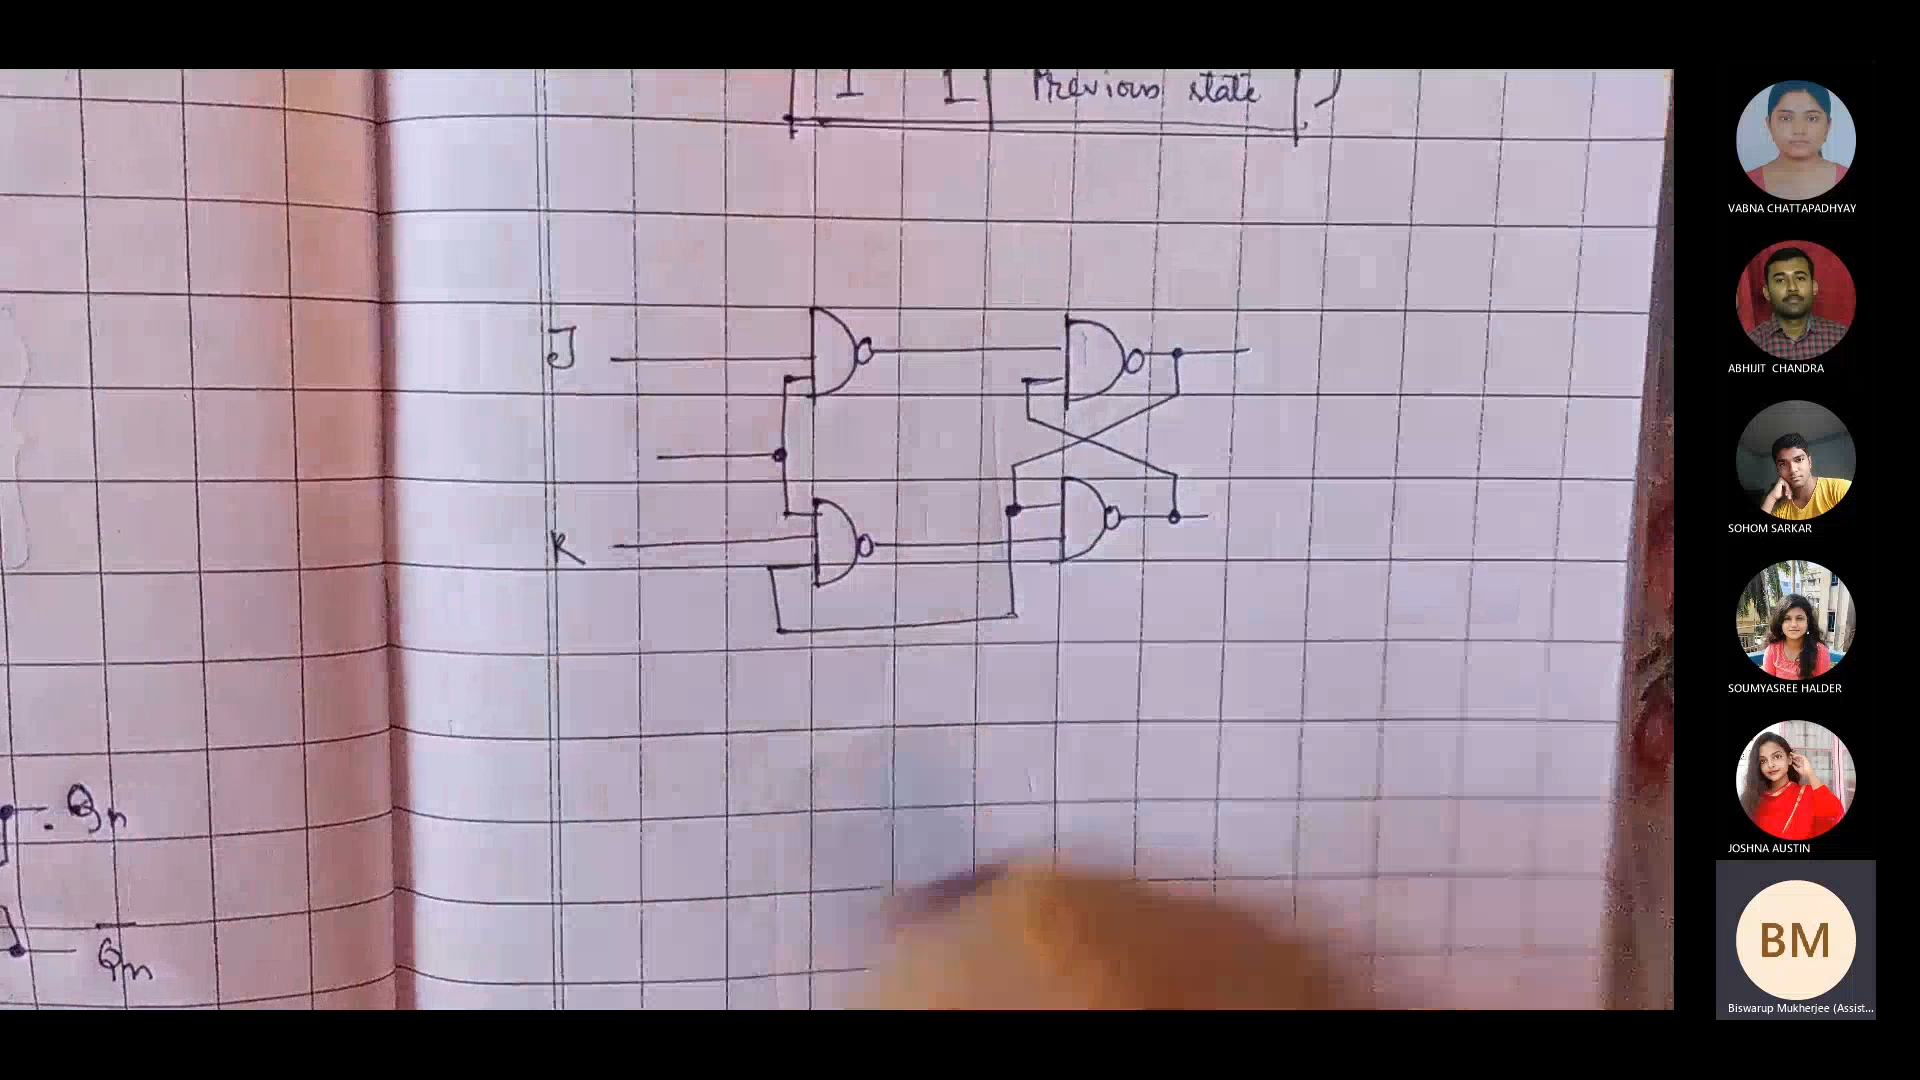 1 1 Previous state
J
K
Qn
Qn
VABNA CHATTAPADHYAY
ABHIJIT CHANDRA
SOHOM SARKAR
SOUMYASREE HALDER
JOSHNA AUSTIN
BM
Biswarup Mukherjee (Assist...